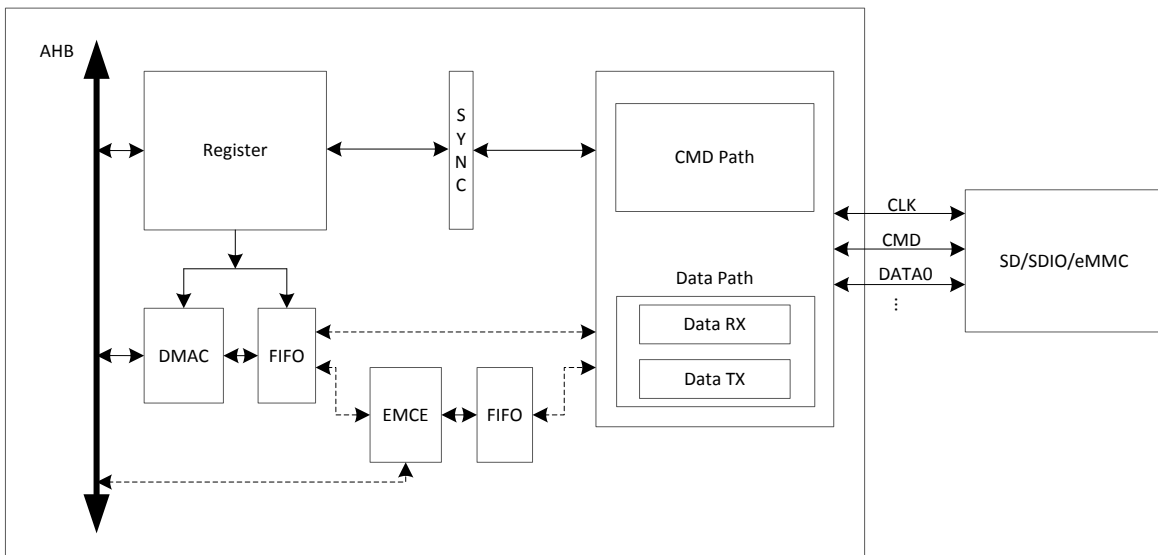 AHB
Register
S
Y
N
C
CMD Path
CLK
CMD
DATA0
...
SD/SDIO/eMMC
Data Path
Data RX
Data TX
DMAC
FIFO
EMCE
FIFO